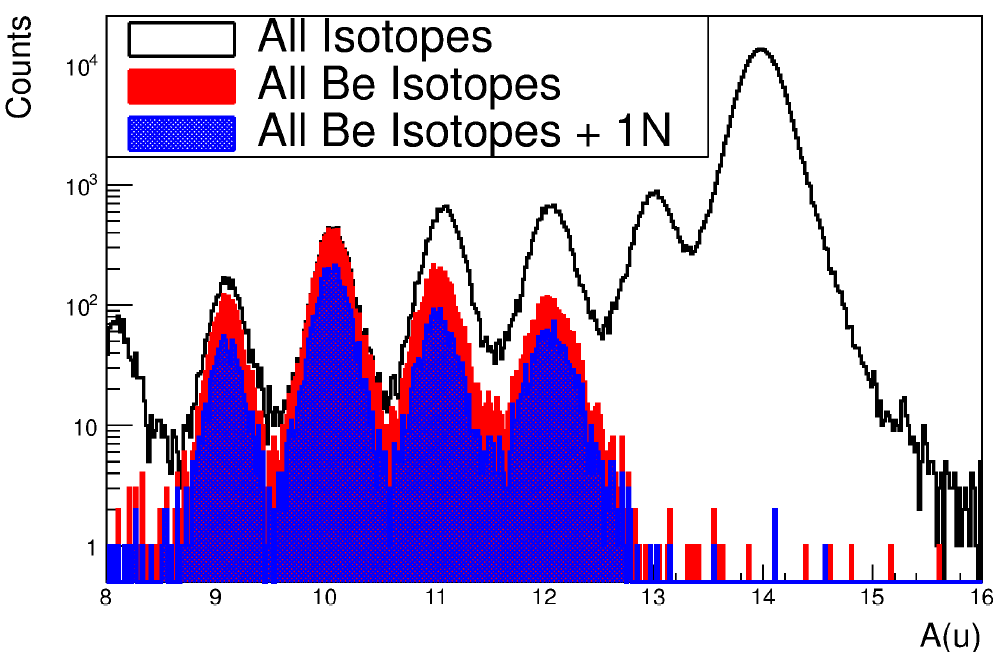 Counts
All Isotopes
All Be Isotopes
All Be Isotopes + 1N
10⁴
10³
10²
10
1
8 9 10 11 12 13 14 15 16
A(u)